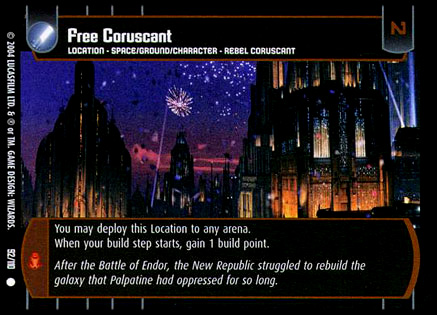 Free Coruscant
LOCATION - SPACE/GROUND/CHARACTER - REBEL CORUSCANT
N
You may deploy this Location to any arena.
When your build step starts, gain 1 build point.
After the Battle of Endor, the New Republic struggled to rebuild the
galaxy that Palpatine had oppressed for so long.
© 2004 LUCASFILM LTD. & ® or TM. GAME DESIGN: WIZARDS.
92/110